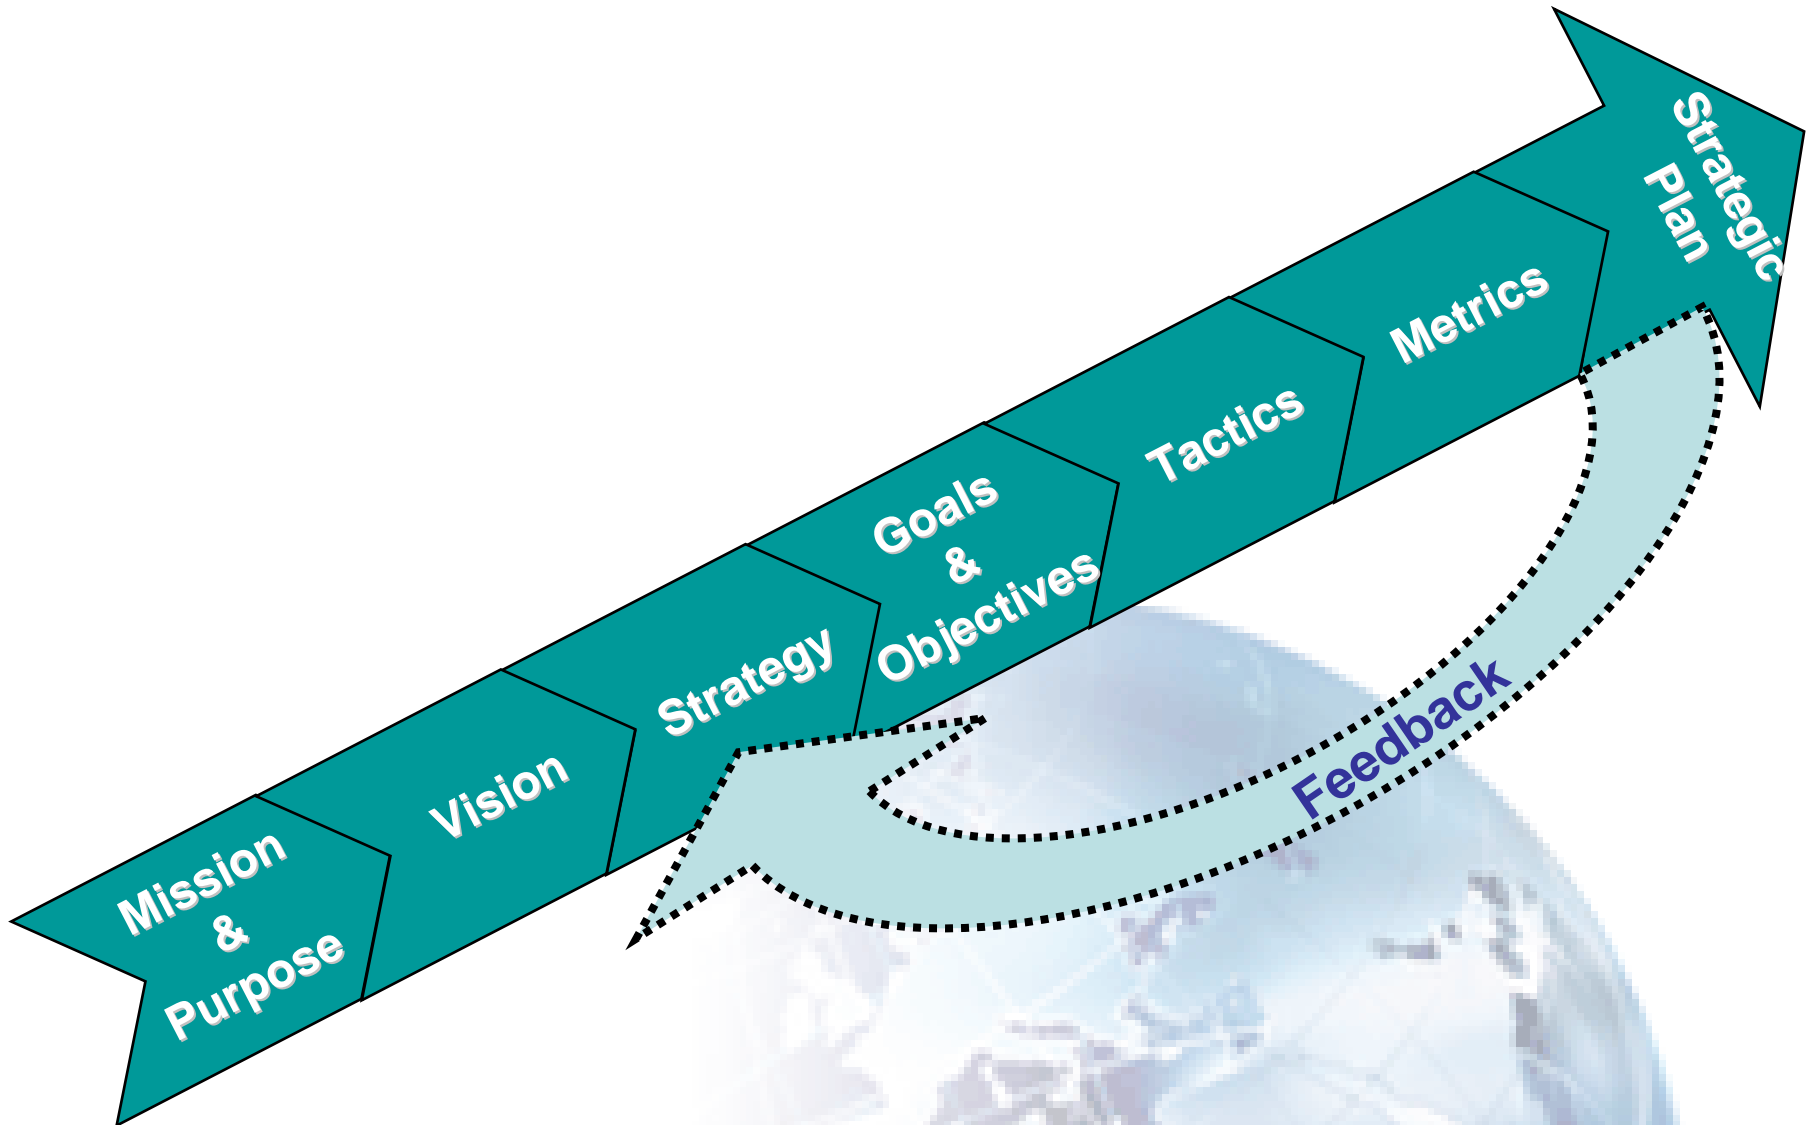 Mission
&
Purpose
Vision
Strategy
Goals
&
Objectives
Tactics
Metrics
Strategic
Plan
Feedback